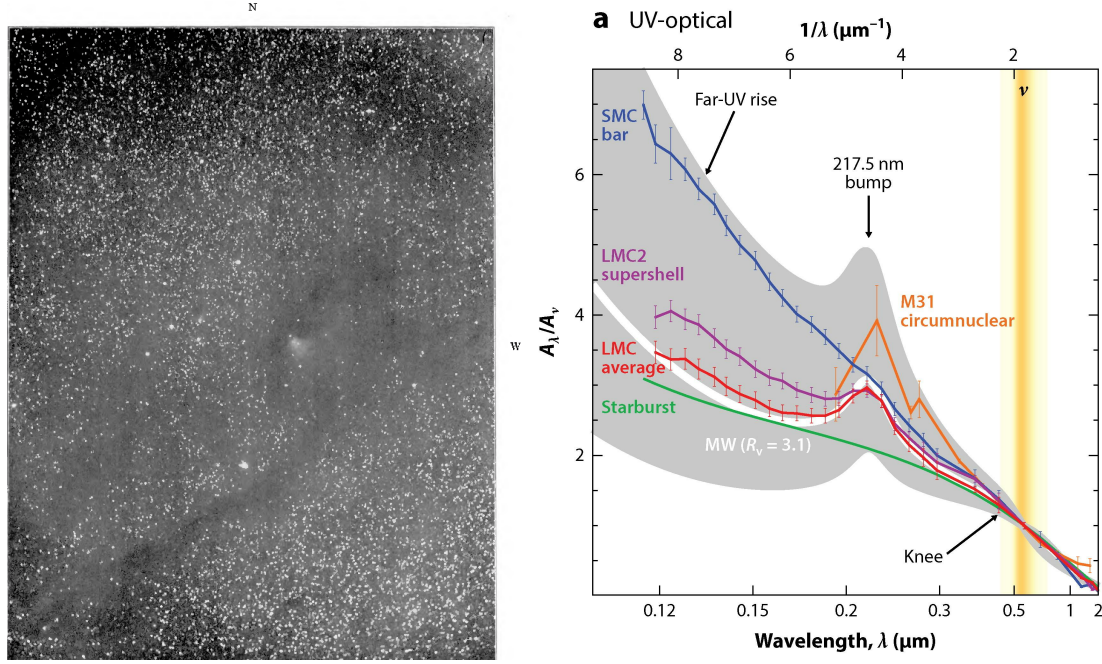 N
W
a UV-optical
1/λ (μm⁻¹)
8 6 4 2
ν
Far-UV rise
SMC
bar
217.5 nm
bump
6
LMC2
supershell
M31
circumnuclear
Aλ/Aν
4
LMC
average
Starburst
MW (Rν = 3.1)
2
Knee
0.12 0.15 0.2 0.3 0.5 1 2
Wavelength, λ (μm)